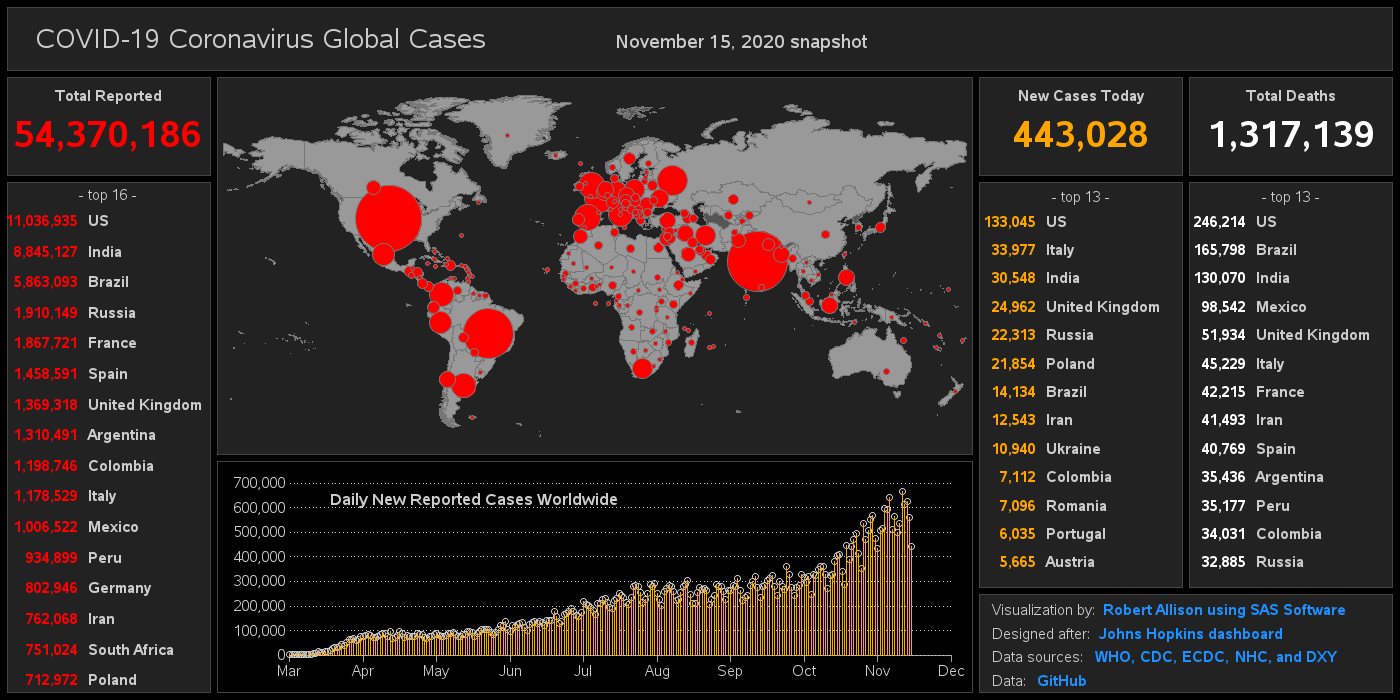 COVID-19 Coronavirus Global Cases
November 15, 2020 snapshot
Total Reported
54,370,186
- top 16 -
11,036,935 US
8,845,127 India
5,863,093 Brazil
1,910,149 Russia
1,867,721 France
1,458,591 Spain
1,369,318 United Kingdom
1,310,491 Argentina
1,198,746 Colombia
1,178,529 Italy
1,006,522 Mexico
934,899 Peru
802,946 Germany
762,068 Iran
751,024 South Africa
712,972 Poland
Daily New Reported Cases Worldwide
700,000
600,000
500,000
400,000
300,000
200,000
100,000
0
Mar Apr May Jun Jul Aug Sep Oct Nov Dec
New Cases Today
443,028
- top 13 -
133,045 US
33,977 Italy
30,548 India
24,962 United Kingdom
22,313 Russia
21,854 Poland
14,134 Brazil
12,543 Iran
10,940 Ukraine
7,112 Colombia
7,096 Romania
6,035 Portugal
5,665 Austria
Total Deaths
1,317,139
- top 13 -
246,214 US
165,798 Brazil
130,070 India
98,542 Mexico
51,934 United Kingdom
45,229 Italy
42,215 France
41,493 Iran
40,769 Spain
35,436 Argentina
35,177 Peru
34,031 Colombia
32,885 Russia
Visualization by: Robert Allison using SAS Software
Designed after: Johns Hopkins dashboard
Data sources: WHO, CDC, ECDC, NHC, and DXY
Data: GitHub